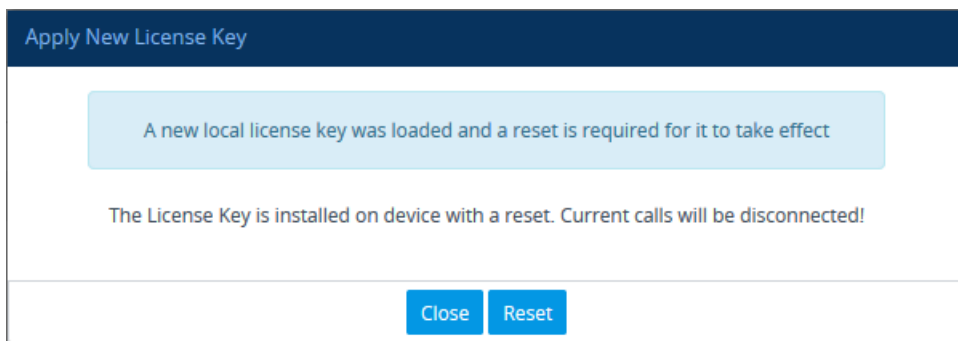 Apply New License Key
A new local license key was loaded and a reset is required for it to take effect
The License Key is installed on device with a reset. Current calls will be disconnected!
Close Reset